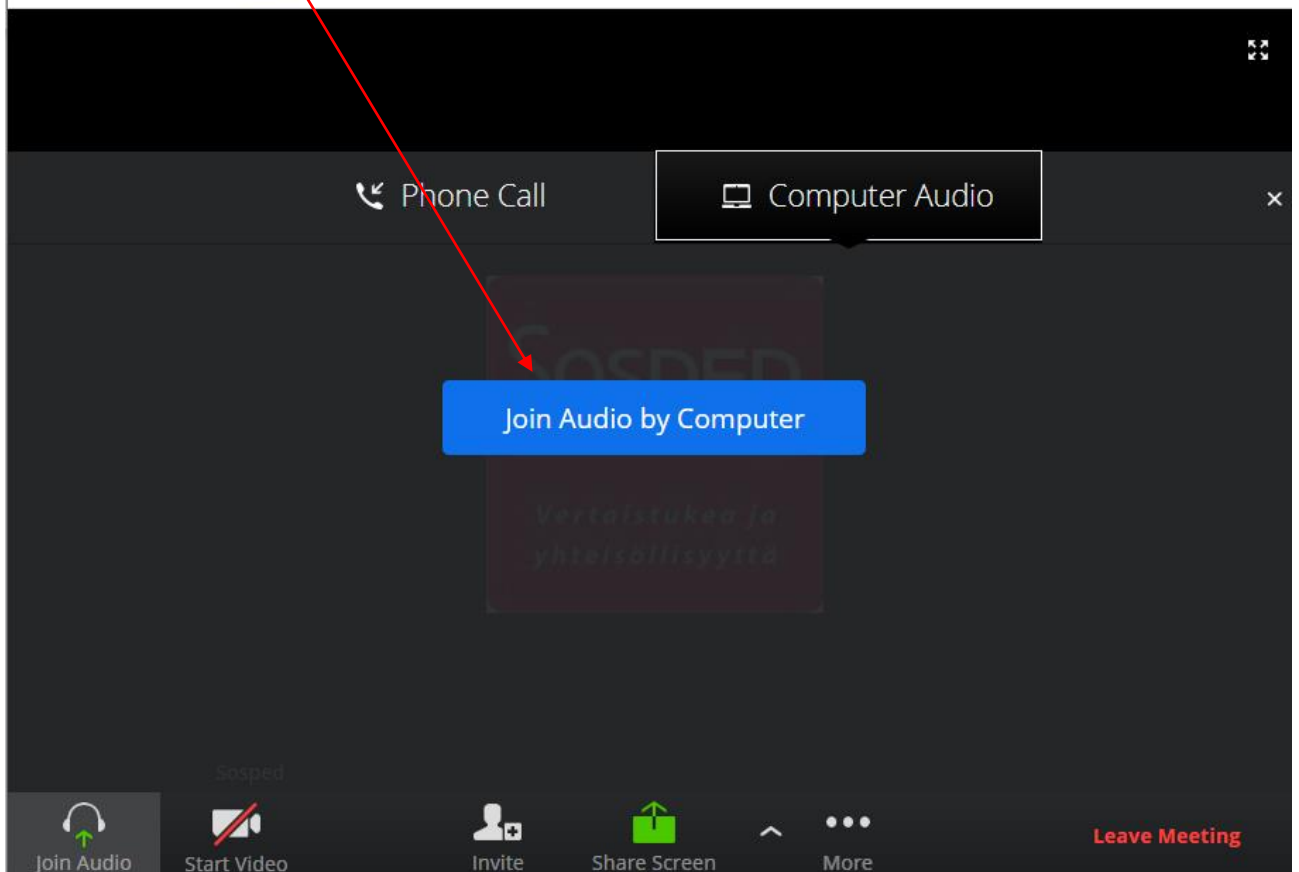 Phone Call
Computer Audio
Sosped
Join Audio by Computer
Vertaistukea ja
yhteisöllisyyttä
Sosped
Join Audio
Start Video
Invite
Share Screen
More
Leave Meeting